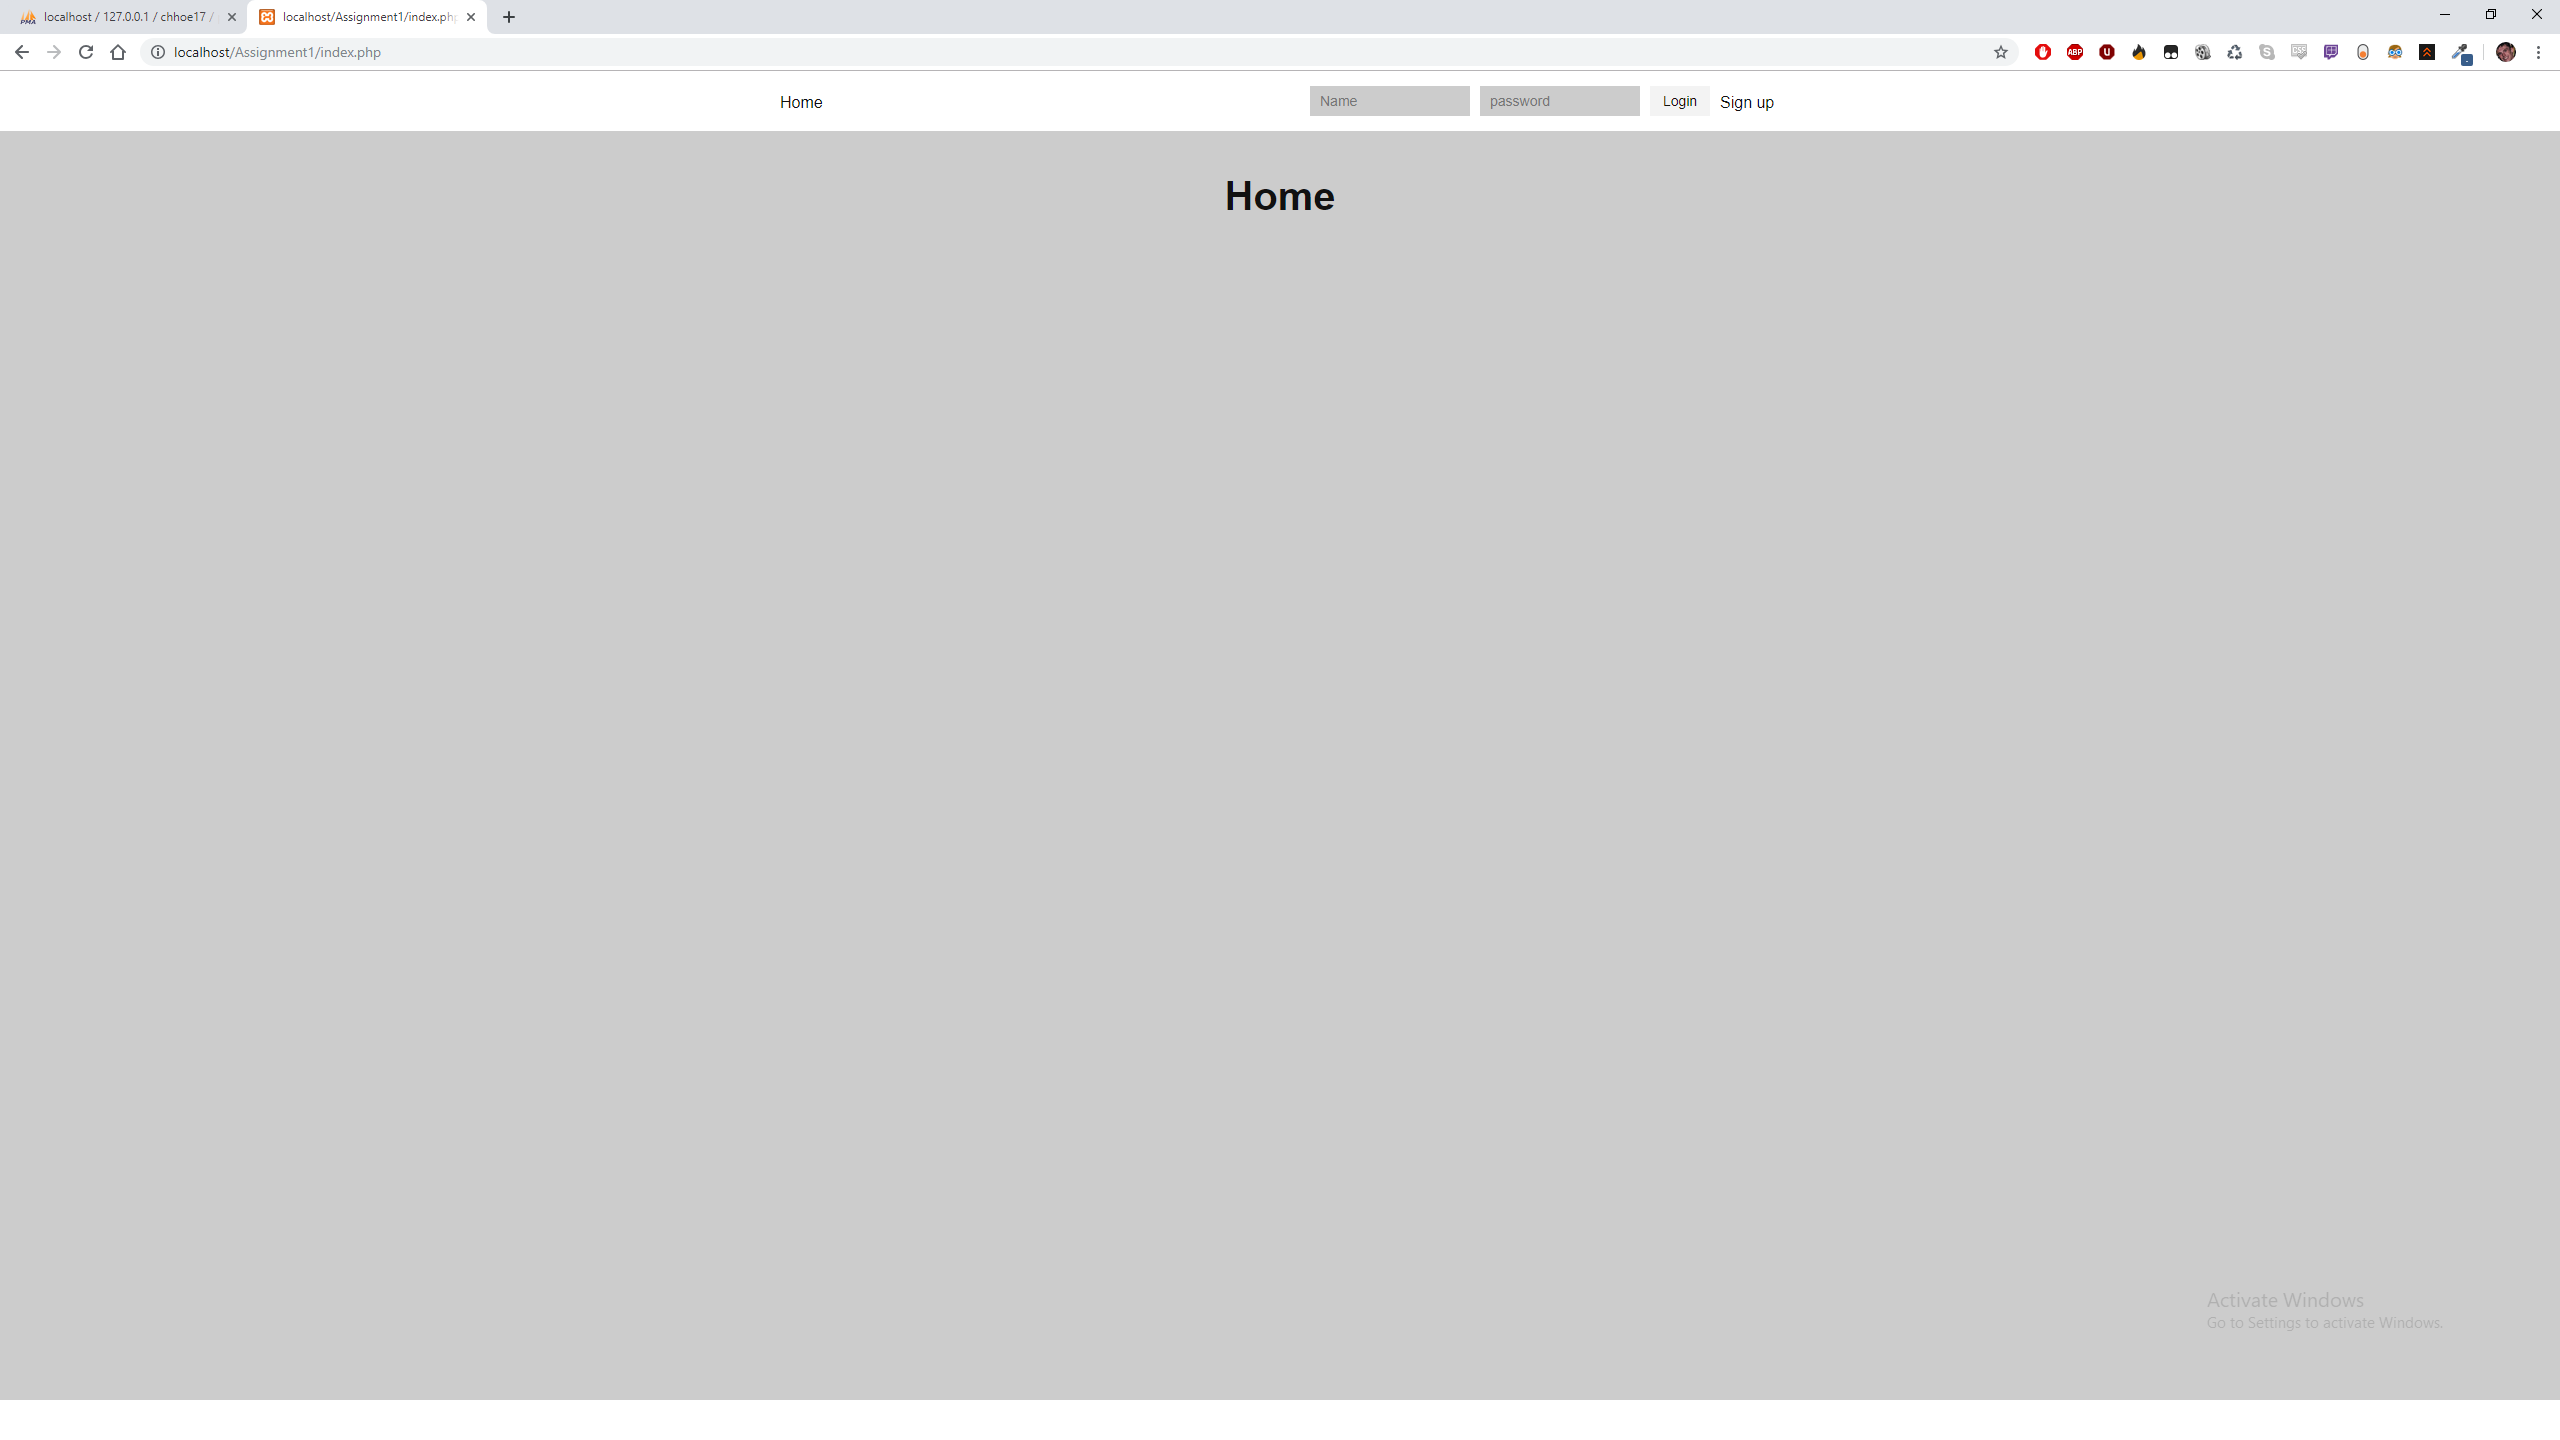 localhost / 127.0.0.1 / chhoe17 /
localhost/Assignment1/index.php
localhost/Assignment1/index.php
Home
Name
password
Login
Sign up
Home
Activate Windows
Go to Settings to activate Windows.